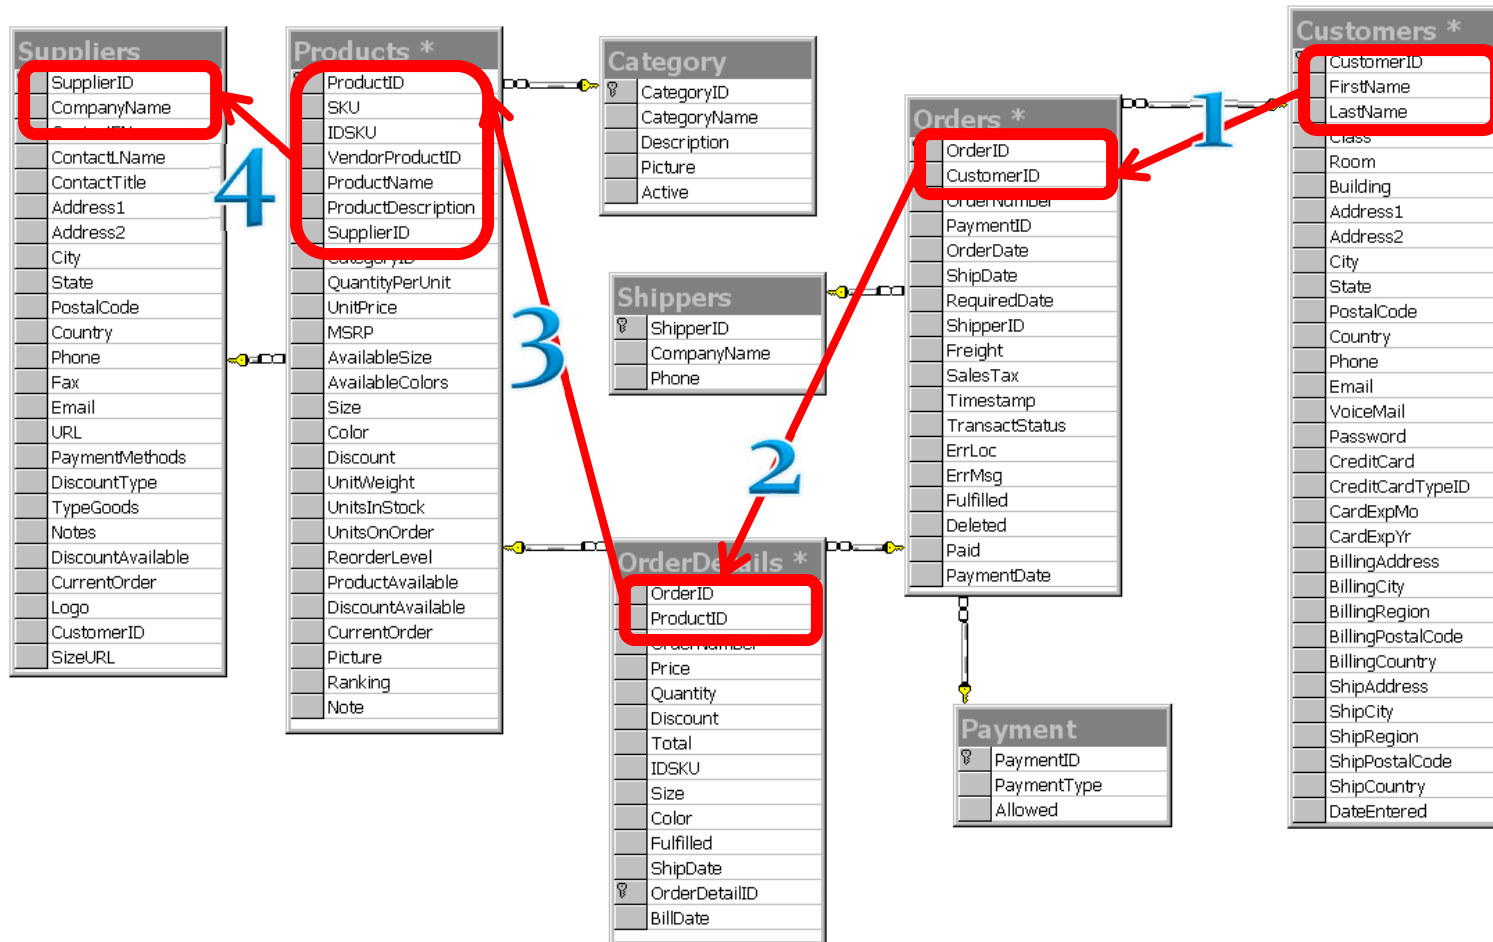 Suppliers
SupplierID
CompanyName
ContactLName
ContactTitle
Address1
Address2
City
State
PostalCode
Country
Phone
Fax
Email
URL
PaymentMethods
DiscountType
TypeGoods
Notes
DiscountAvailable
CurrentOrder
Logo
CustomerID
SizeURL
4
Products *
ProductID
SKU
IDSKU
VendorProductID
ProductName
ProductDescription
SupplierID
CategoryID
QuantityPerUnit
UnitPrice
MSRP
AvailableSize
AvailableColors
Size
Color
Discount
UnitWeight
UnitsInStock
UnitsOnOrder
ReorderLevel
ProductAvailable
DiscountAvailable
CurrentOrder
Picture
Ranking
Note
3
Category
CategoryID
CategoryName
Description
Picture
Active
Shippers
ShipperID
CompanyName
Phone
2
OrderDetails *
OrderID
ProductID
OrderNumber
Price
Quantity
Discount
Total
IDSKU
Size
Color
Fulfilled
ShipDate
OrderDetailID
BillDate
Orders *
OrderID
CustomerID
OrderNumber
PaymentID
OrderDate
ShipDate
RequiredDate
ShipperID
Freight
SalesTax
Timestamp
TransactStatus
ErrLoc
ErrMsg
Fulfilled
Deleted
Paid
PaymentDate
Payment
PaymentID
PaymentType
Allowed
1
Customers *
CustomerID
FirstName
LastName
Class
Room
Building
Address1
Address2
City
State
PostalCode
Country
Phone
Email
VoiceMail
Password
CreditCard
CreditCardTypeID
CardExpMo
CardExpYr
BillingAddress
BillingCity
BillingRegion
BillingPostalCode
BillingCountry
ShipAddress
ShipCity
ShipRegion
ShipPostalCode
ShipCountry
DateEntered